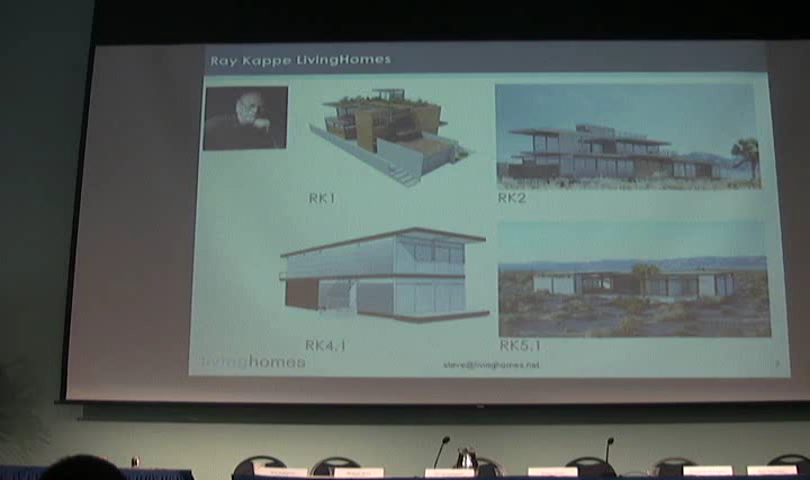 Ray Kappe LivingHomes
RK1
RK2
RK4.1
RK5.1
livinghomes
steve@livinghomes.net